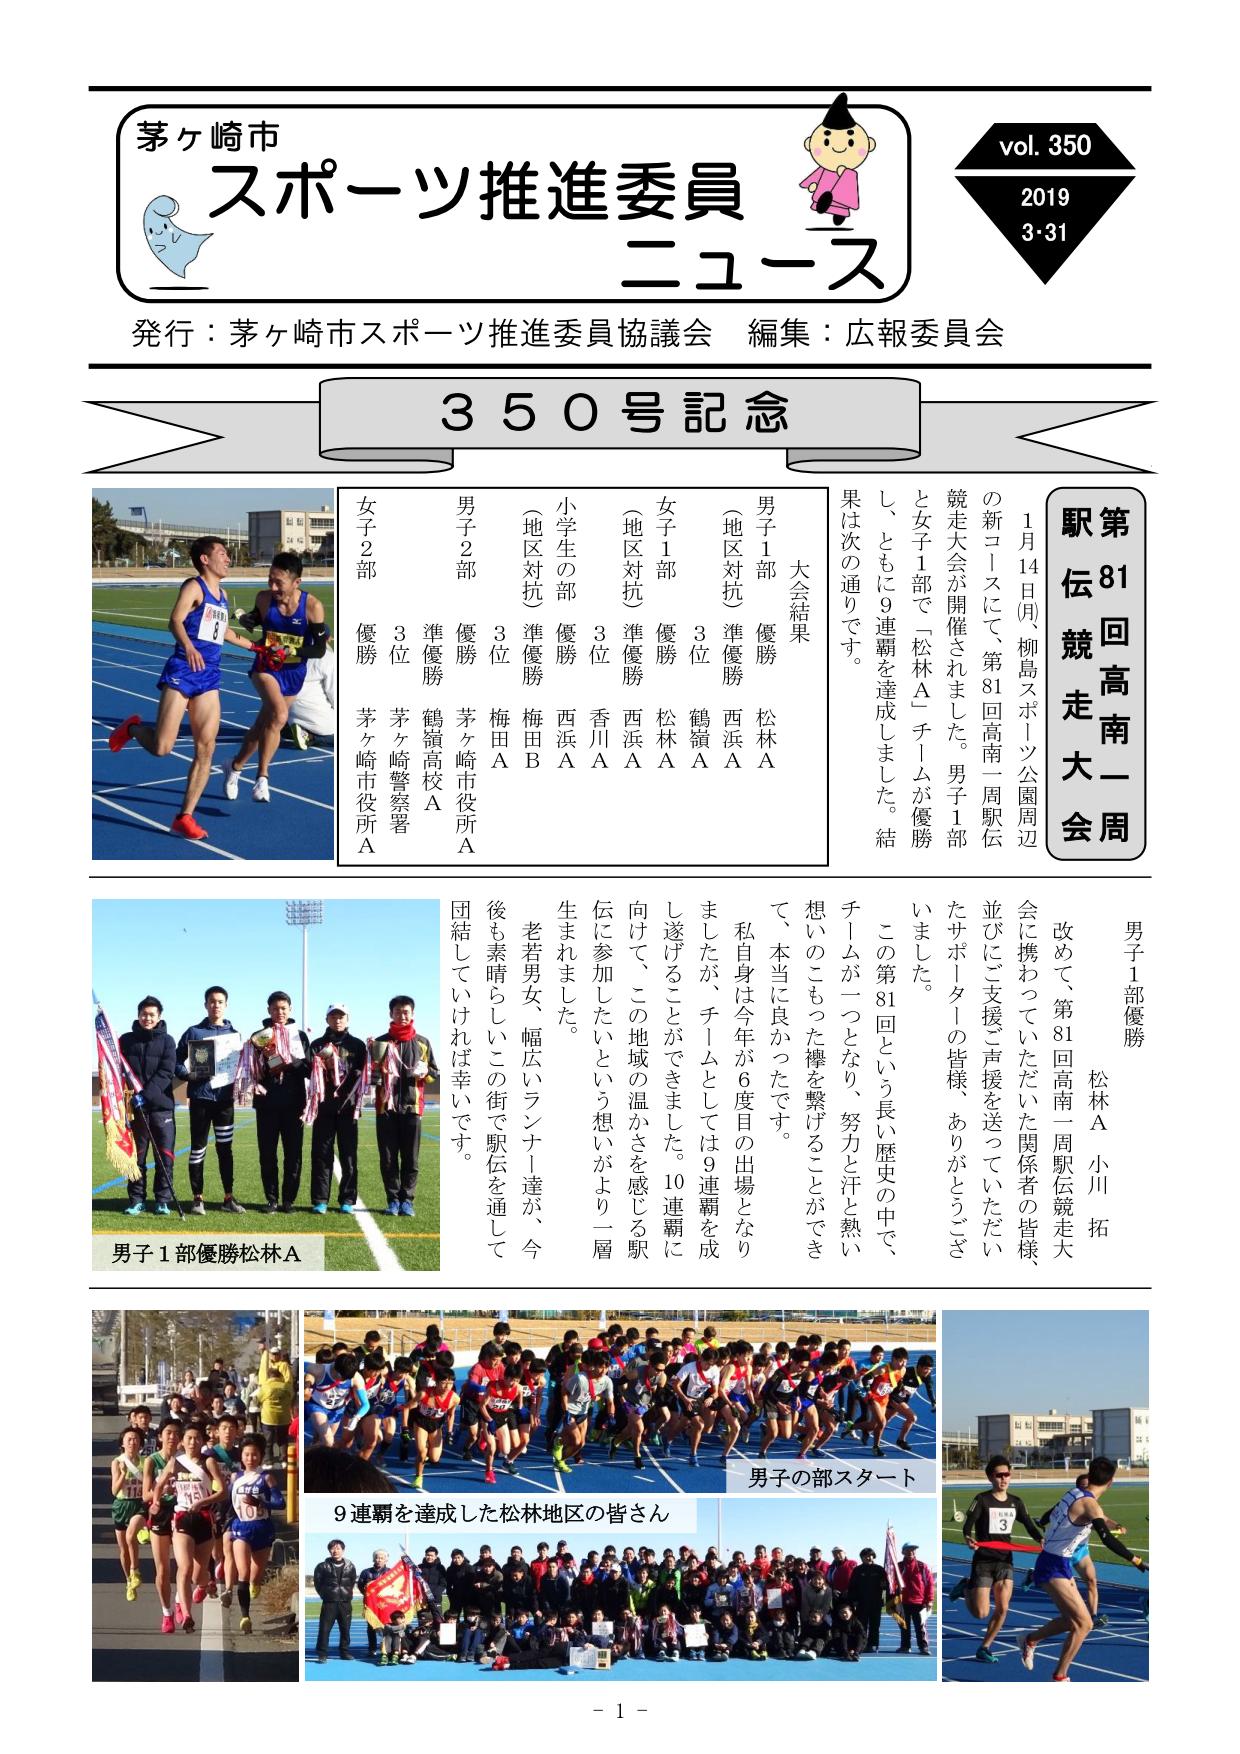 茅ヶ崎市
スポーツ推進委員
ニュース
vol. 350
2019
3・31
発行：茅ヶ崎市スポーツ推進委員協議会　編集：広報委員会
３５０号記念
第81回高南一周
駅伝競走大会
１月14日㈪、柳島スポーツ公園周辺
の新コースにて、第81回高南一周駅伝
競走大会が開催されました。男子１部
と女子１部で「松林Ａ」チームが優勝
し、ともに９連覇を達成しました。結
果は次の通りです。
大会結果
男子１部　優勝　松林Ａ
（地区対抗）　準優勝　西浜Ａ
３位　鶴嶺Ａ
女子１部　優勝　松林Ａ
（地区対抗）　準優勝　西浜Ａ
３位　香川Ａ
小学生の部　優勝　西浜Ａ
（地区対抗）　準優勝　梅田Ｂ
３位　梅田Ａ
男子２部　優勝　茅ヶ崎市役所Ａ
準優勝　鶴嶺高校Ａ
３位　茅ヶ崎警察署
女子２部　優勝　茅ヶ崎市役所Ａ
男子１部優勝
松林Ａ　小川　拓
改めて、第81回高南一周駅伝競走大
会に携わっていただいた関係者の皆様、
並びにご支援ご声援を送っていただい
たサポーターの皆様、ありがとうござ
いました。
この第81回という長い歴史の中で、
チームが一つとなり、努力と汗と熱い
想いのこもった襷を繋げることができ
て、本当に良かったです。
私自身は今年が６度目の出場となり
ましたが、チームとしては９連覇を成
し遂げることができました。10連覇に
向けて、この地域の温かさを感じる駅
伝に参加したいという想いがより一層
生まれました。
老若男女、幅広いランナー達が、今
後も素晴らしいこの街で駅伝を通して
団結していければ幸いです。
男子１部優勝松林Ａ
男子の部スタート
９連覇を達成した松林地区の皆さん
8
3
- 1 -